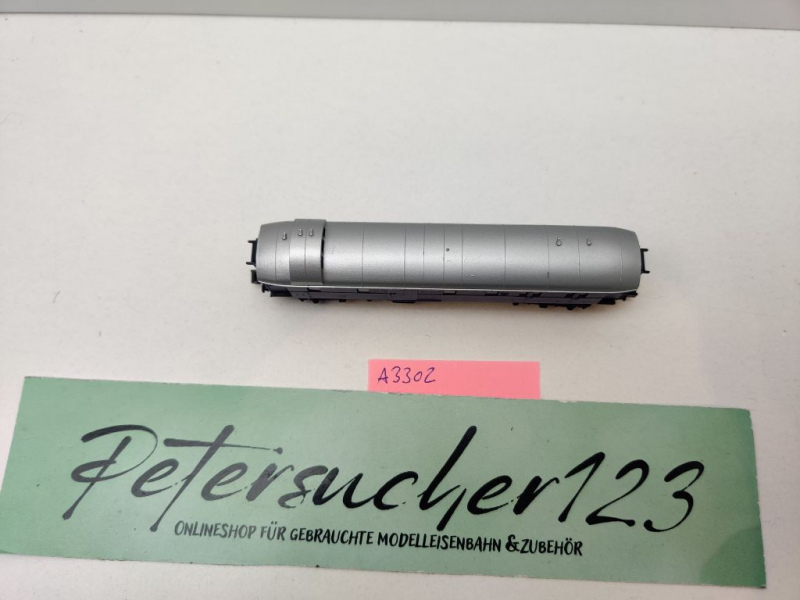 A3302
Petersucher123
ONLINESHOP FÜR GEBRAUCHTE MODELLEISENBAHN &ZUBEHÖR